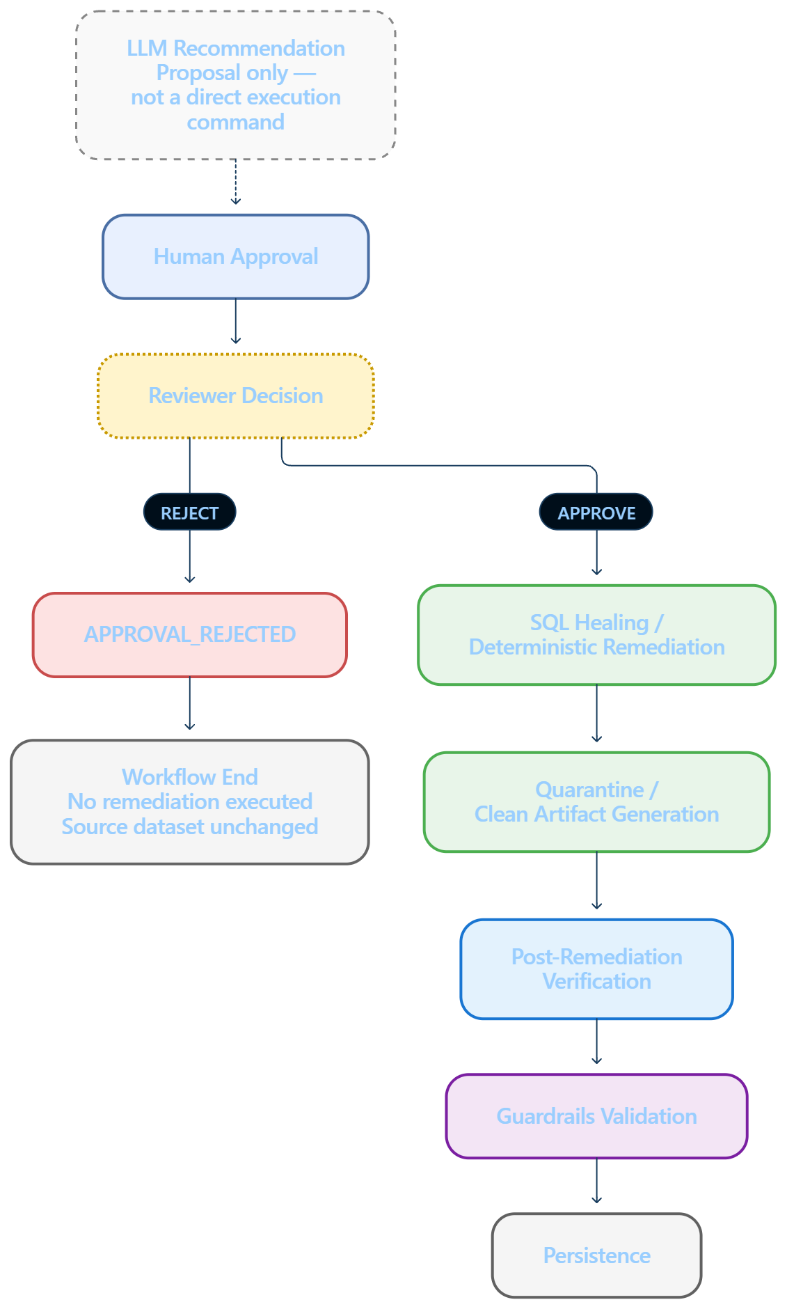 LLM Recommendation
Proposal only —
not a direct execution
command
Human Approval
Reviewer Decision
REJECT
APPROVE
APPROVAL_REJECTED
SQL Healing /
Deterministic Remediation
Workflow End
No remediation executed
Source dataset unchanged
Quarantine /
Clean Artifact Generation
Post-Remediation
Verification
Guardrails Validation
Persistence